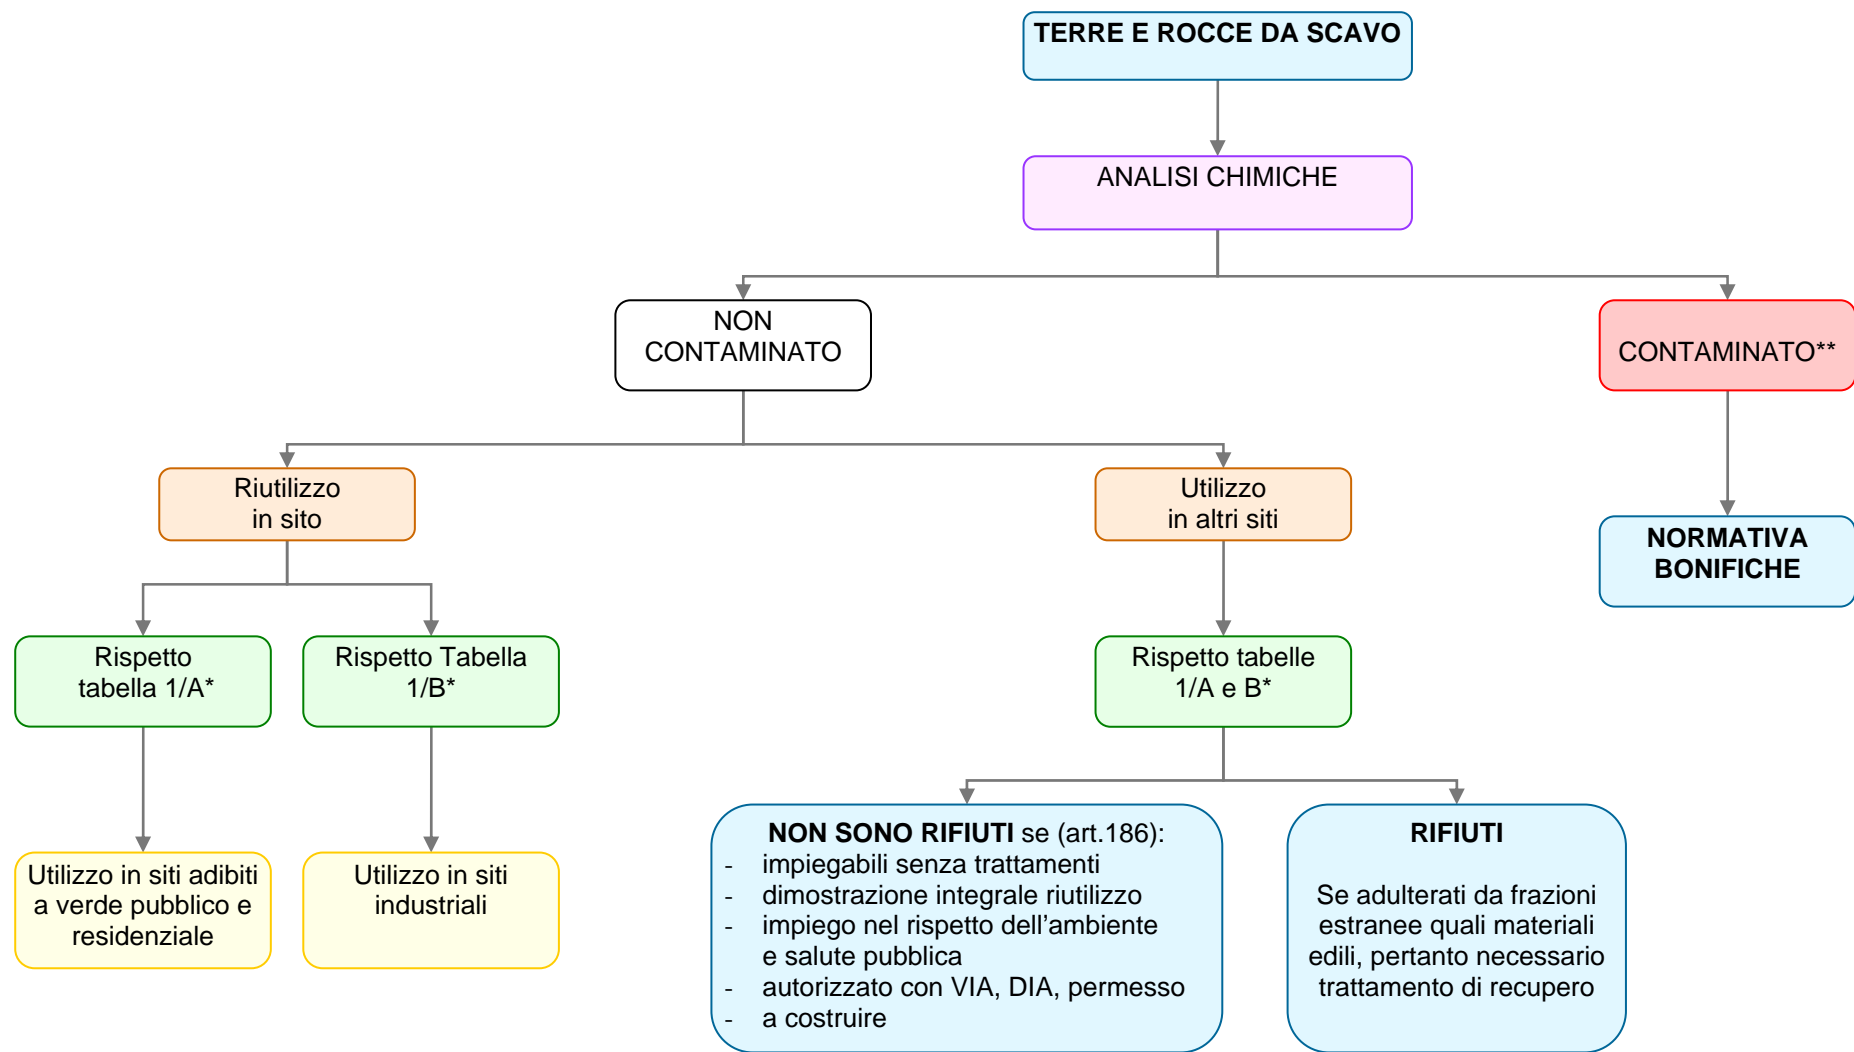 TERRE E ROCCE DA SCAVO
ANALISI CHIMICHE
NON
CONTAMINATO
CONTAMINATO**
Riutilizzo
in sito
Utilizzo
in altri siti
NORMATIVA
BONIFICHE
Rispetto
tabella 1/A*
Rispetto Tabella
1/B*
Rispetto tabelle
1/A e B*
Utilizzo in siti adibiti
a verde pubblico e
residenziale
Utilizzo in siti
industriali
NON SONO RIFIUTI se (art.186):
- impiegabili senza trattamenti
- dimostrazione integrale riutilizzo
- impiego nel rispetto dell’ambiente
e salute pubblica
- autorizzato con VIA, DIA, permesso
- a costruire
RIFIUTI
Se adulterati da frazioni
estranee quali materiali
edili, pertanto necessario
trattamento di recupero